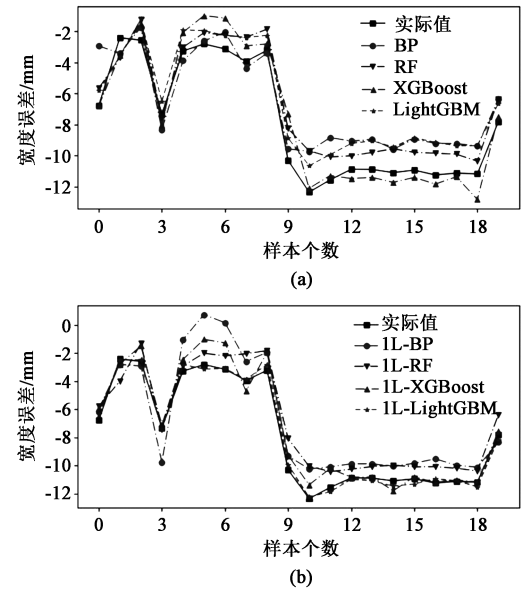 实际值
BP
RF
XGBoost
LightGBM
宽度误差/mm
-2
-4
-6
-8
-10
-12
0 3 6 9 12 15 18
样本个数
(a)
实际值
1L-BP
1L-RF
1L-XGBoost
1L-LightGBM
宽度误差/mm
0
-2
-4
-6
-8
-10
-12
0 3 6 9 12 15 18
样本个数
(b)